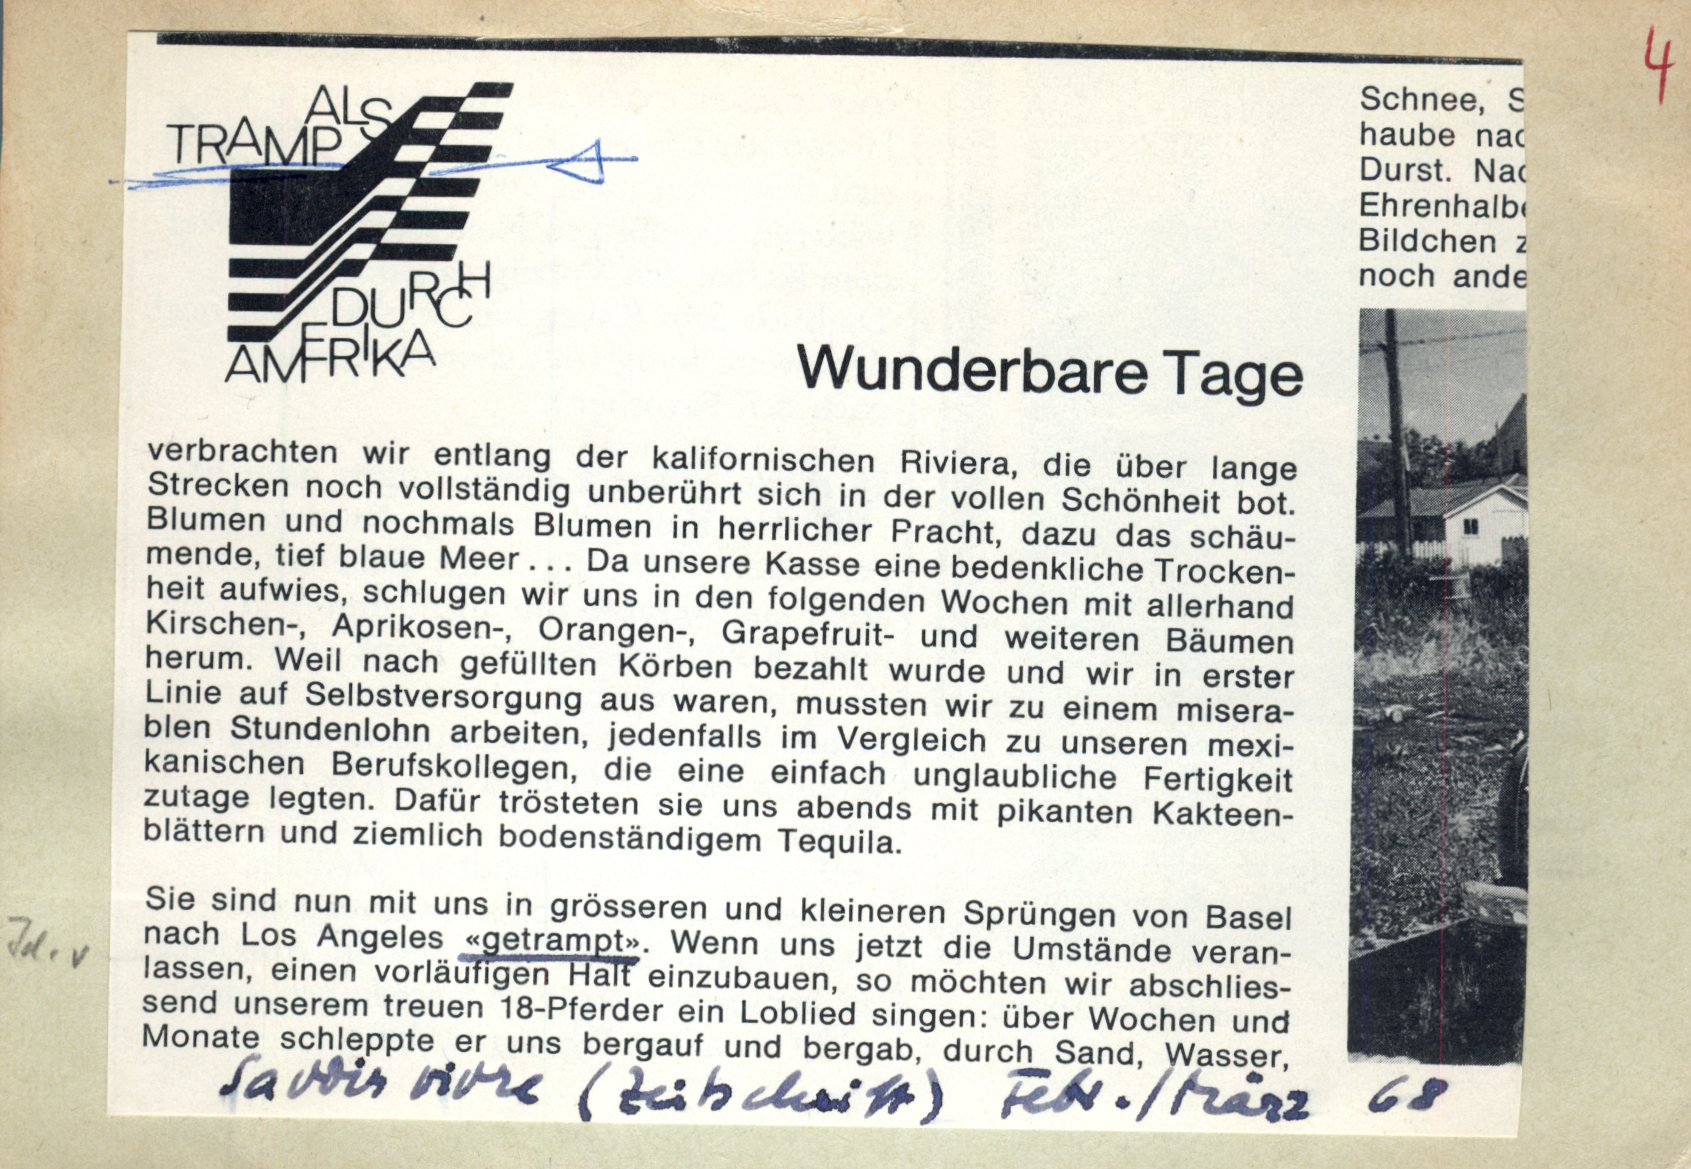 4
ALS
TRAMP
DURCH
AMERIKA
Wunderbare Tage
verbrachten wir entlang der kalifornischen Riviera, die über lange
Strecken noch vollständig unberührt sich in der vollen Schönheit bot.
Blumen und nochmals Blumen in herrlicher Pracht, dazu das schäu-
mende, tief blaue Meer ... Da unsere Kasse eine bedenkliche Trocken-
heit aufwies, schlugen wir uns in den folgenden Wochen mit allerhand
Kirschen-, Aprikosen-, Orangen-, Grapefruit- und weiteren Bäumen
herum. Weil nach gefüllten Körben bezahlt wurde und wir in erster
Linie auf Selbstversorgung aus waren, mussten wir zu einem misera-
blen Stundenlohn arbeiten, jedenfalls im Vergleich zu unseren mexi-
kanischen Berufskollegen, die eine einfach unglaubliche Fertigkeit
zutage legten. Dafür trösteten sie uns abends mit pikanten Kakteen-
blättern und ziemlich bodenständigem Tequila.
Sie sind nun mit uns in grösseren und kleineren Sprüngen von Basel
nach Los Angeles «getrampt». Wenn uns jetzt die Umstände veran-
lassen, einen vorläufigen Halt einzubauen, so möchten wir abschlies-
send unserem treuen 18-Pferder ein Loblied singen: über Wochen und
Monate schleppte er uns bergauf und bergab, durch Sand, Wasser,
Schnee, S
haube nac
Durst. Nac
Ehrenhalbe
Bildchen z
noch ande
Savoir vivre (Zeitschrift) Febr./März 68